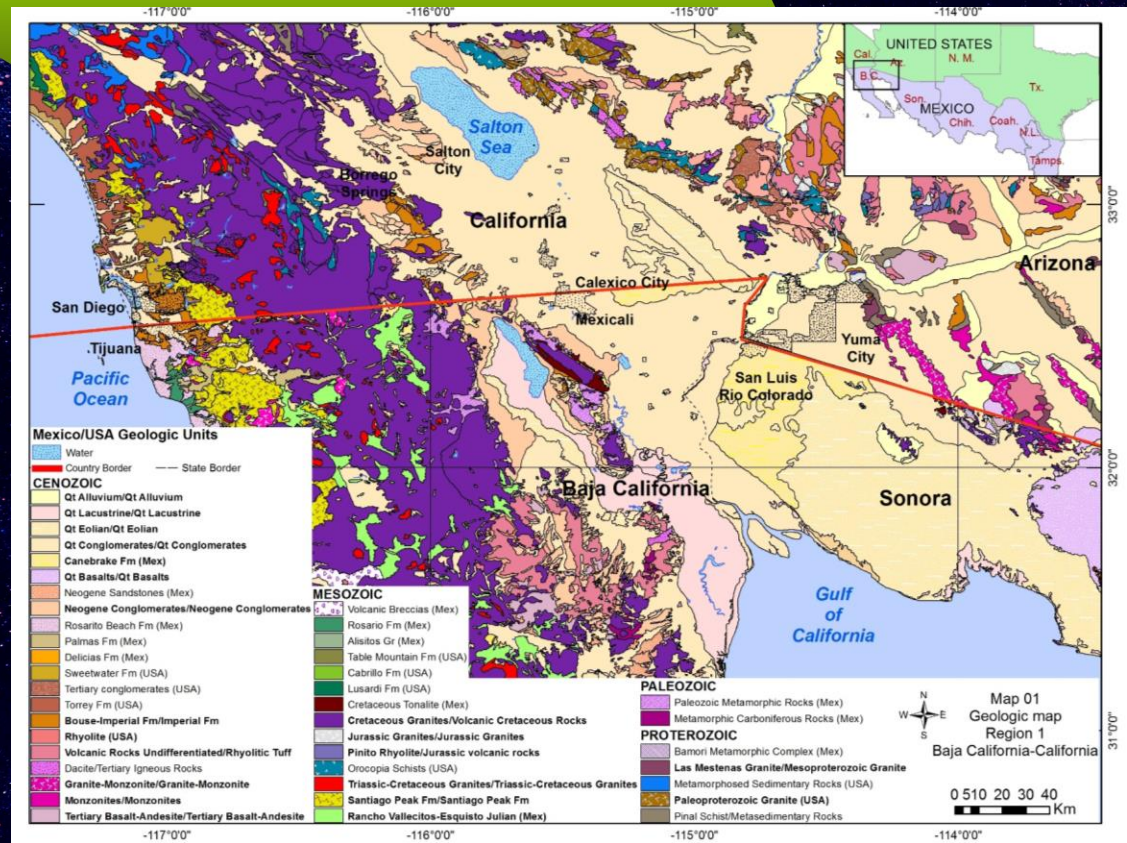 -117°0'0"
-116°0'0"
-115°0'0"
-114°0'0"
UNITED STATES
Cal.
Az.
N. M.
B.C.
Tx.
Son.
MEXICO
Chih.
Coah.
N.L.
Tamps.
Salton
Sea
Salton
City
Borrego
Springs
California
33°0'0"
Arizona
Calexico City
San Diego
Mexicali
Tijuana
Yuma
City
Pacific
Ocean
San Luis
Rio Colorado
32°0'0"
Baja California
Sonora
Gulf
of
California
Mexico/USA Geologic Units
Water
Country Border
State Border
CENOZOIC
Qt Alluvium/Qt Alluvium
Qt Lacustrine/Qt Lacustrine
Qt Eolian/Qt Eolian
Qt Conglomerates/Qt Conglomerates
Canebrake Fm (Mex)
Qt Basalts/Qt Basalts
Neogene Sandstones (Mex)
Neogene Conglomerates/Neogene Conglomerates
Rosarito Beach Fm (Mex)
Palmas Fm (Mex)
Delicias Fm (Mex)
Sweetwater Fm (USA)
Tertiary conglomerates (USA)
Torrey Fm (USA)
Bouse-Imperial Fm/Imperial Fm
Rhyolite (USA)
Volcanic Rocks Undifferentiated/Rhyolitic Tuff
Dacite/Tertiary Igneous Rocks
Granite-Monzonite/Granite-Monzonite
Monzonites/Monzonites
Tertiary Basalt-Andesite/Tertiary Basalt-Andesite
MESOZOIC
Volcanic Breccias (Mex)
Rosario Fm (Mex)
Alisitos Gr (Mex)
Table Mountain Fm (USA)
Cabrillo Fm (USA)
Lusardi Fm (USA)
Cretaceous Tonalite (Mex)
Cretaceous Granites/Volcanic Cretaceous Rocks
Jurassic Granites/Jurassic Granites
Pinito Rhyolite/Jurassic volcanic rocks
Orocopia Schists (USA)
Triassic-Cretaceous Granites/Triassic-Cretaceous Granites
Santiago Peak Fm/Santiago Peak Fm
Rancho Vallecitos-Esquisto Julian (Mex)
PALEOZOIC
Paleozoic Metamorphic Rocks (Mex)
Metamorphic Carboniferous Rocks (Mex)
PROTEROZOIC
Bamori Metamorphic Complex (Mex)
Las Mestenas Granite/Mesoproterozoic Granite
Metamorphosed Sedimentary Rocks (USA)
Paleoproterozoic Granite (USA)
Pinal Schist/Metasedimentary Rocks
N
W E
S
Map 01
Geologic map
Region 1
Baja California-California
0 5 10 20 30 40
Km
31°0'0"
-117°0'0"
-116°0'0"
-115°0'0"
-114°0'0"